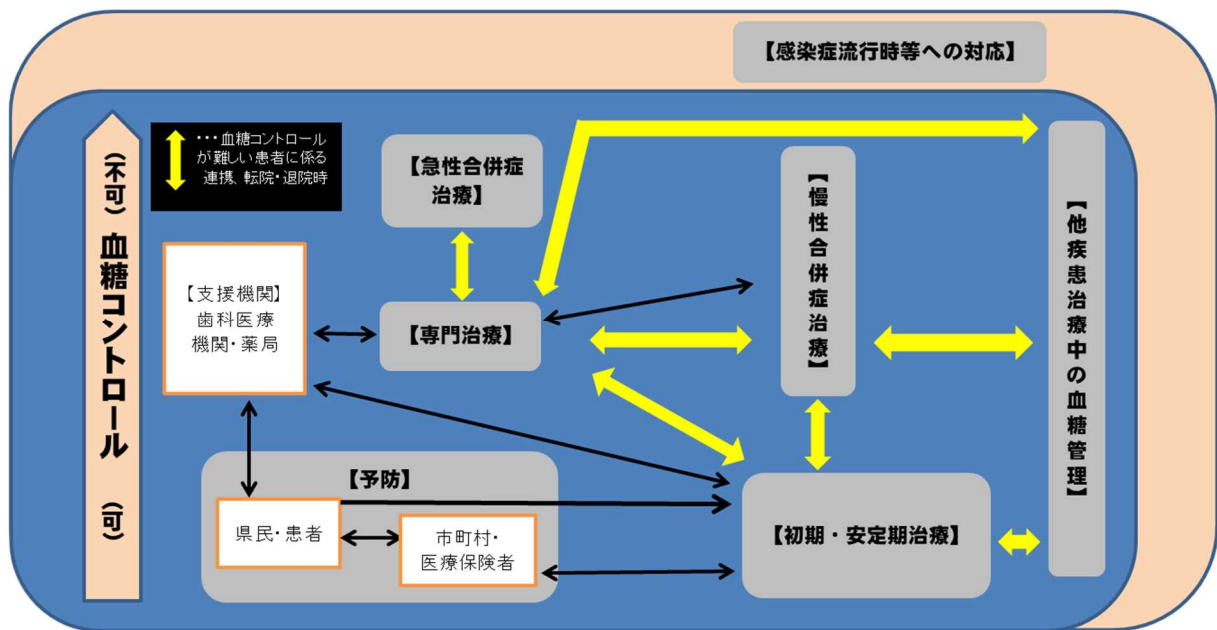 【感染症流行時等への対応】
(不可) 血糖コントロール (可)
・・・血糖コントロール
が難しい患者に係る
連携、転院・退院時
【急性合併症
治療】
【慢性合併症治療】
【他疾患治療中の血糖管理】
【支援機関】
歯科医療
機関・薬局
【専門治療】
【予防】
県民・患者
市町村・
医療保険者
【初期・安定期治療】